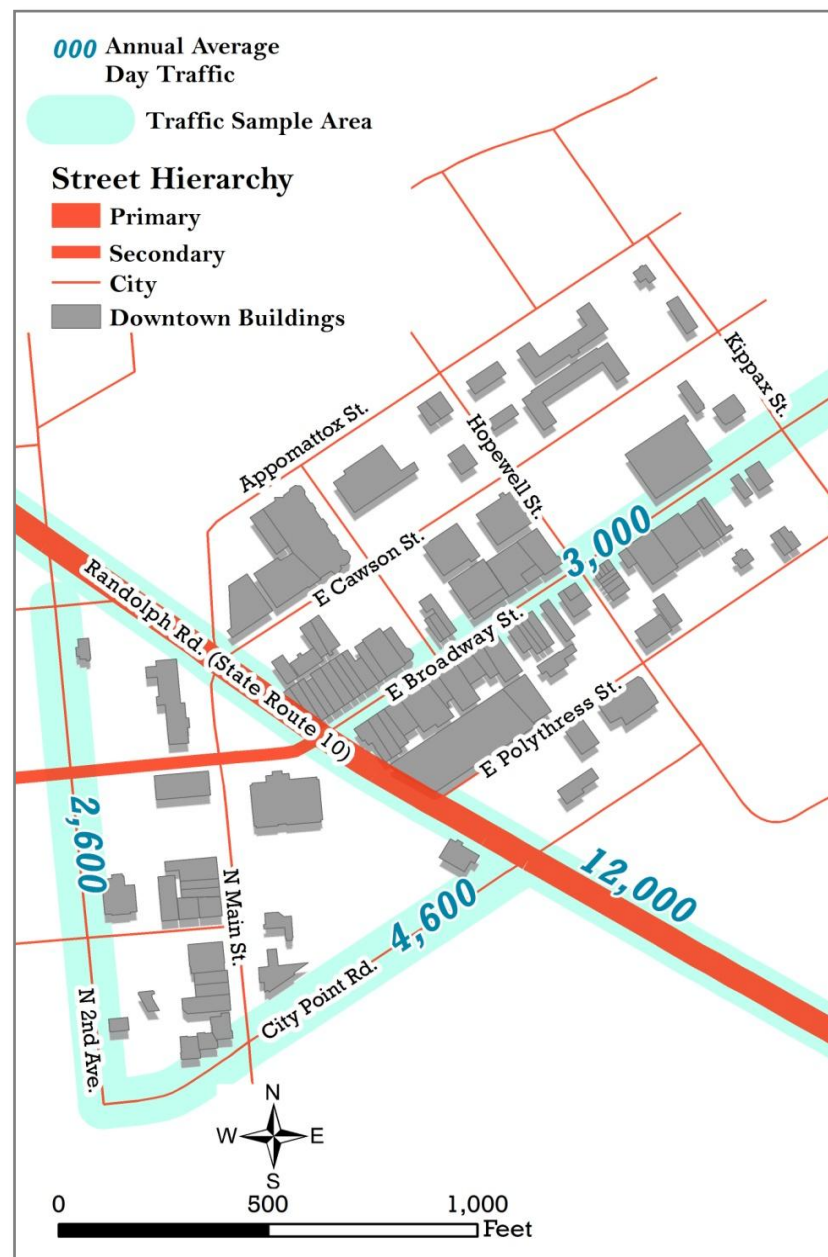 000 Annual Average
Day Traffic
Traffic Sample Area
Street Hierarchy
Primary
Secondary
City
Downtown Buildings
Kippax St.
Appomattox St.
Hopewell St.
E Cawson St.
3,000
Randolph Rd. (State Route 10)
E Broadway St.
E Polythress St.
2,600
12,000
4,600
N Main St.
City Point Rd.
N 2nd Ave.
N
W E
S
0 500 1,000
Feet